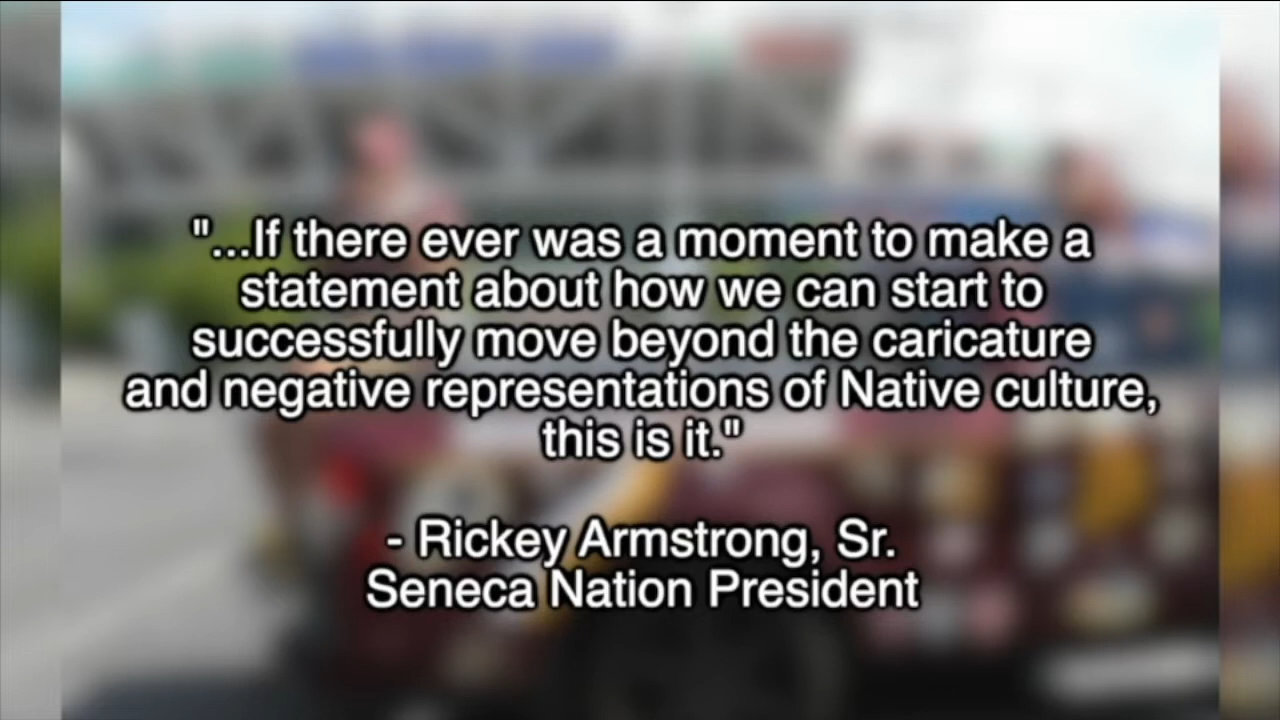 "...If there ever was a moment to make a
statement about how we can start to
successfully move beyond the caricature
and negative representations of Native culture,
this is it."
- Rickey Armstrong, Sr.
Seneca Nation President